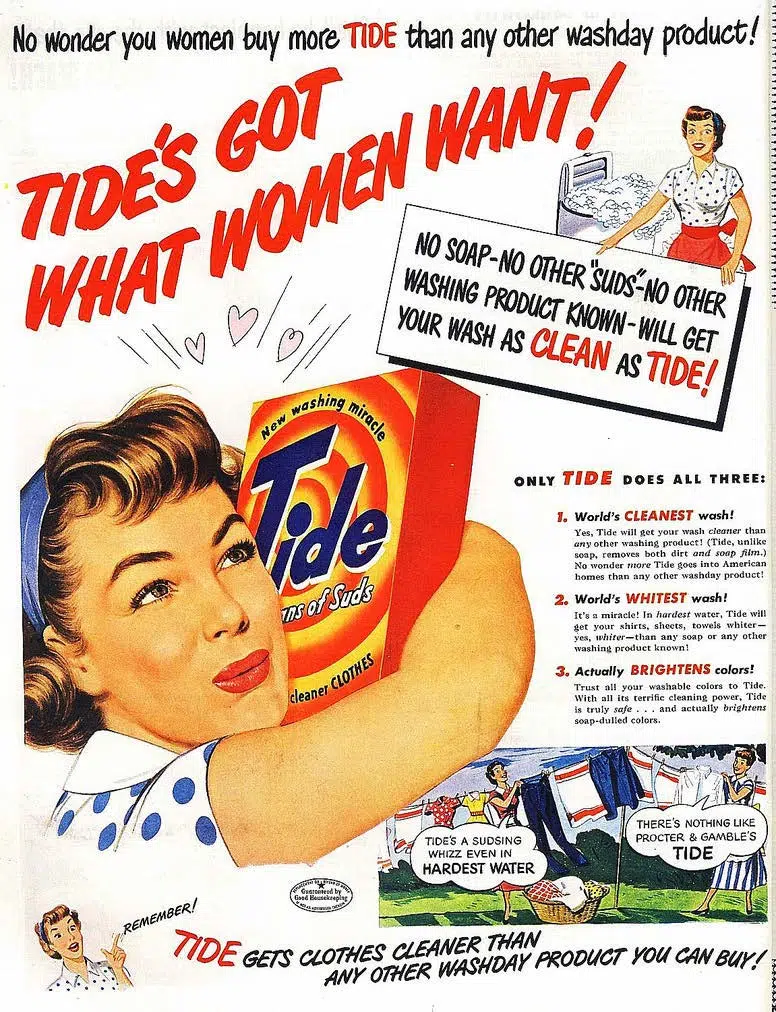 No wonder you women buy more TIDE than any other washday product!
TIDE'S GOT
WHAT WOMEN WANT!
NO SOAP-NO OTHER "SUDS"-NO OTHER
WASHING PRODUCT KNOWN-WILL GET
YOUR WASH AS CLEAN AS TIDE!
New washing miracle
Tide
ns of Suds
cleaner CLOTHES
ONLY TIDE DOES ALL THREE:
1. World's CLEANEST wash!
Yes, Tide will get your wash cleaner than
any other washing product! (Tide, unlike
soap, removes both dirt and soap film.)
No wonder more Tide goes into American
homes than any other washday product!
2. World's WHITEST wash!
It's a miracle! In hardest water, Tide will
get your shirts, sheets, towels whiter—
yes, whiter—than any soap or any other
washing product known!
3. Actually BRIGHTENS colors!
Trust all your washable colors to Tide.
With all its terrific cleaning power, Tide
is truly safe . . . and actually brightens
soap-dulled colors.
TIDE'S A SUDSING
WHIZZ EVEN IN
HARDEST WATER
THERE'S NOTHING LIKE
PROCTER & GAMBLE'S
TIDE
Guaranteed by
Good Housekeeping
REMEMBER!
TIDE GETS CLOTHES CLEANER THAN
ANY OTHER WASHDAY PRODUCT YOU CAN BUY!